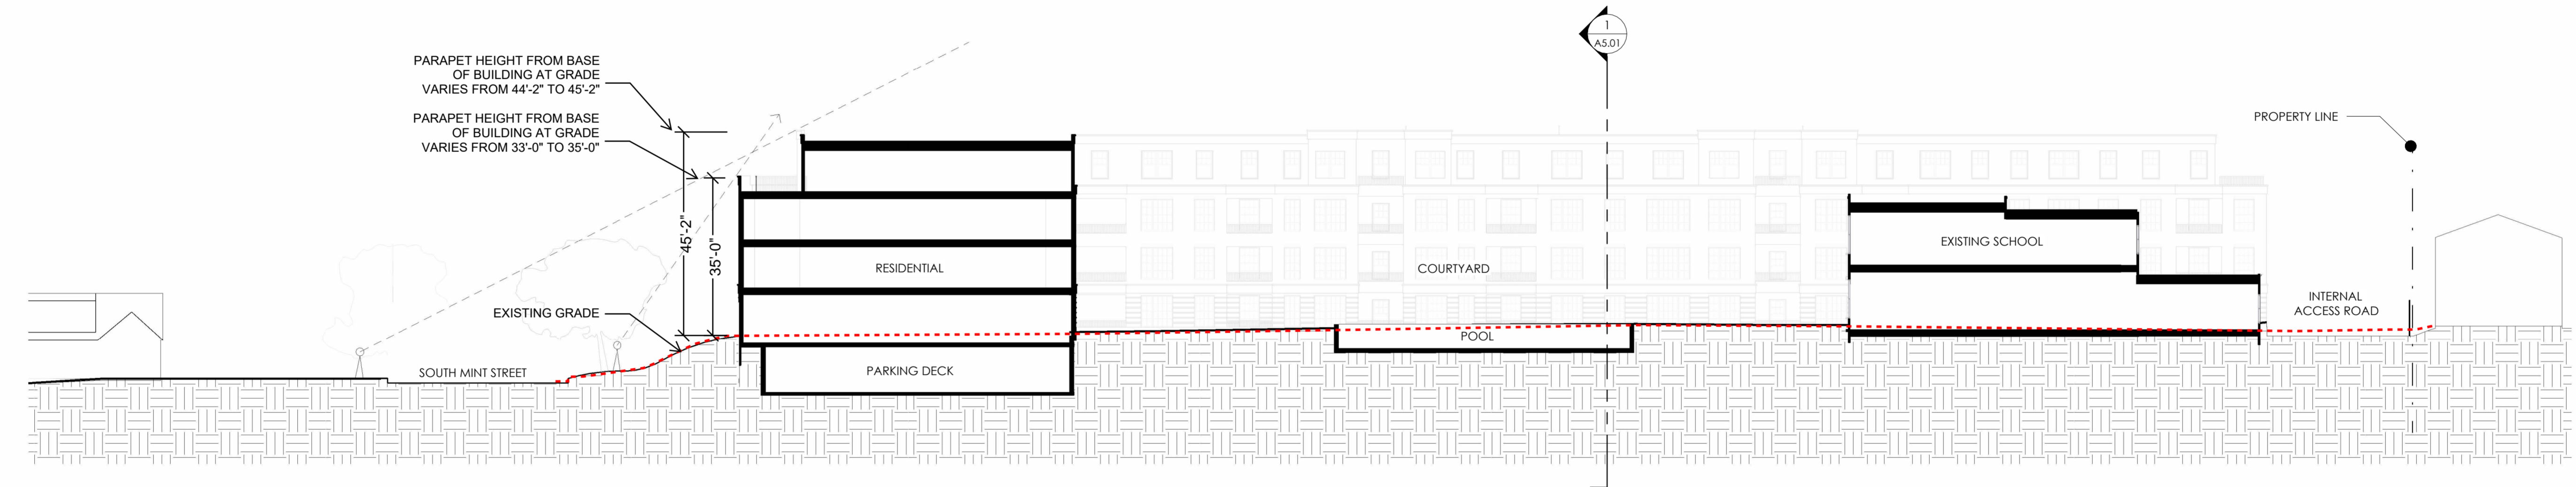 1
A5.01
PARAPET HEIGHT FROM BASE
OF BUILDING AT GRADE
VARIES FROM 44'-2" TO 45'-2"
PARAPET HEIGHT FROM BASE
OF BUILDING AT GRADE
VARIES FROM 33'-0" TO 35'-0"
PROPERTY LINE
45'-2"
35'-0"
RESIDENTIAL
COURTYARD
EXISTING SCHOOL
INTERNAL
ACCESS ROAD
EXISTING GRADE
POOL
SOUTH MINT STREET
PARKING DECK